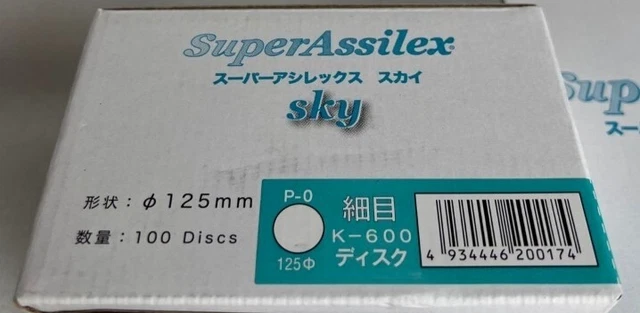 SuperAssilex
スーパーアシレックス スカイ
sky
形状：φ125mm
数量：100 Discs
P-0
125Φ
細目
K-600
ディスク
4 934446 200174
Sup
スー